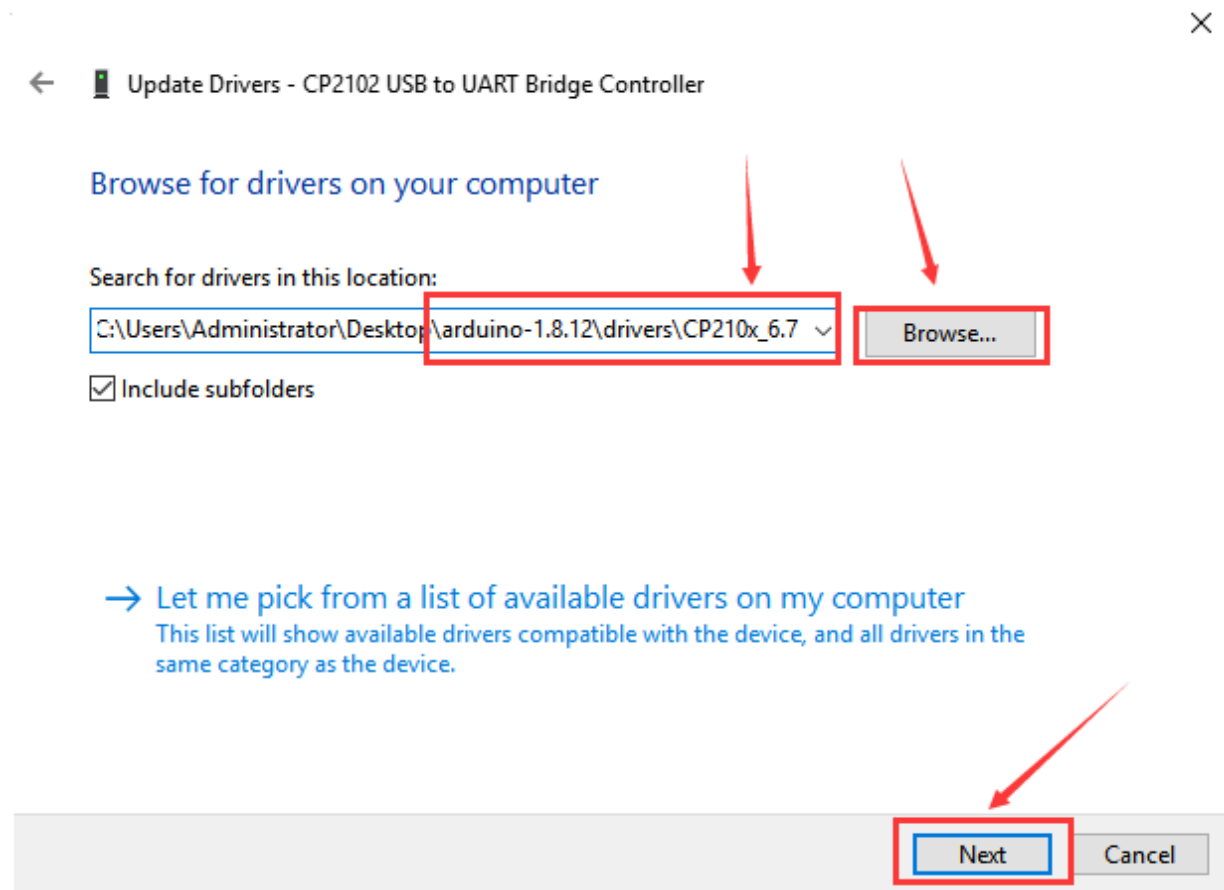 Update Drivers - CP2102 USB to UART Bridge Controller
Browse for drivers on your computer
Search for drivers in this location:
C:\Users\Administrator\Desktop\arduino-1.8.12\drivers\CP210x_6.7
Browse...
Include subfolders
Let me pick from a list of available drivers on my computer
This list will show available drivers compatible with the device, and all drivers in the
same category as the device.
Next
Cancel